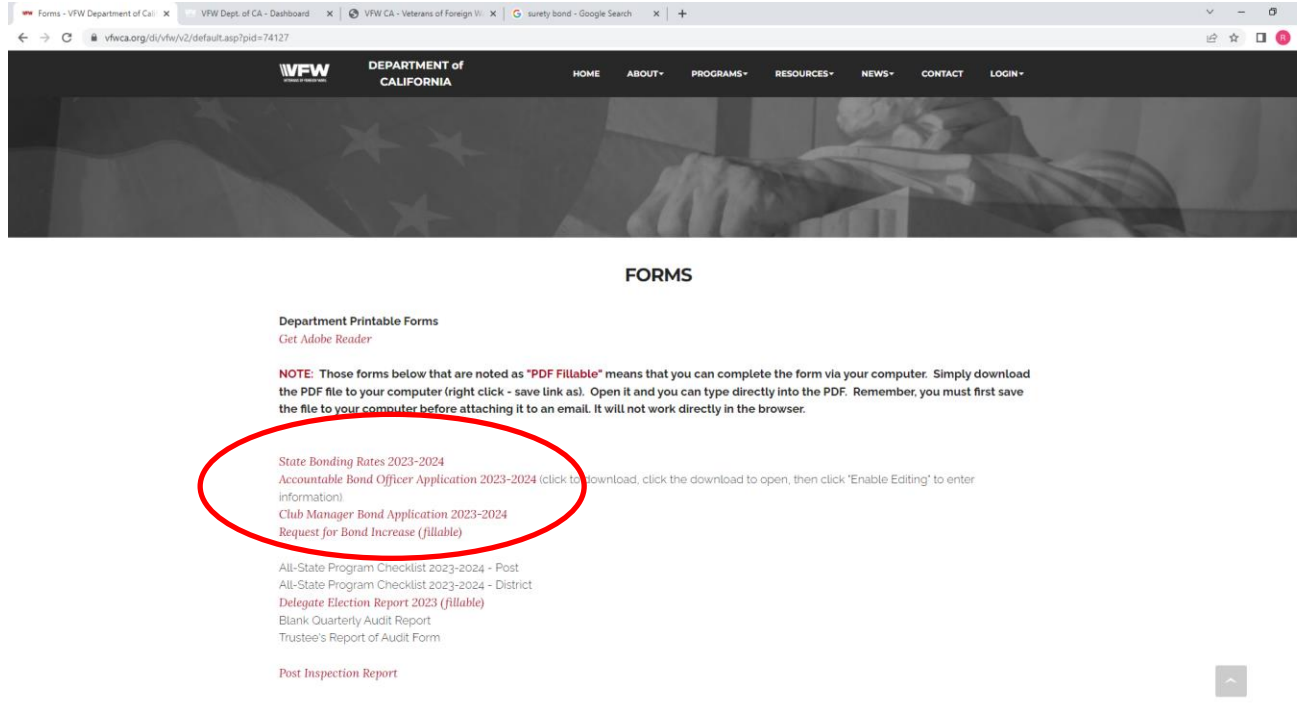 Forms - VFW Department of Cali
VFW Dept. of CA - Dashboard
VFW CA - Veterans of Foreign W
surety bond - Google Search
vfwca.org/di/vfw/v2/default.asp?pid=74127
R
VFW
DEPARTMENT of
CALIFORNIA
HOME ABOUT PROGRAMS RESOURCES NEWS CONTACT LOGIN
FORMS
Department Printable Forms
Get Adobe Reader
NOTE: Those forms below that are noted as "PDF Fillable" means that you can complete the form via your computer. Simply download
the PDF file to your computer (right click - save link as). Open it and you can type directly into the PDF. Remember, you must first save
the file to your computer before attaching it to an email. It will not work directly in the browser.
State Bonding Rates 2023-2024
Accountable Bond Officer Application 2023-2024 (click to download, click the download to open, then click "Enable Editing" to enter
information)
Club Manager Bond Application 2023-2024
Request for Bond Increase (fillable)
All-State Program Checklist 2023-2024 - Post
All-State Program Checklist 2023-2024 - District
Delegate Election Report 2023 (fillable)
Blank Quarterly Audit Report
Trustee's Report of Audit Form
Post Inspection Report